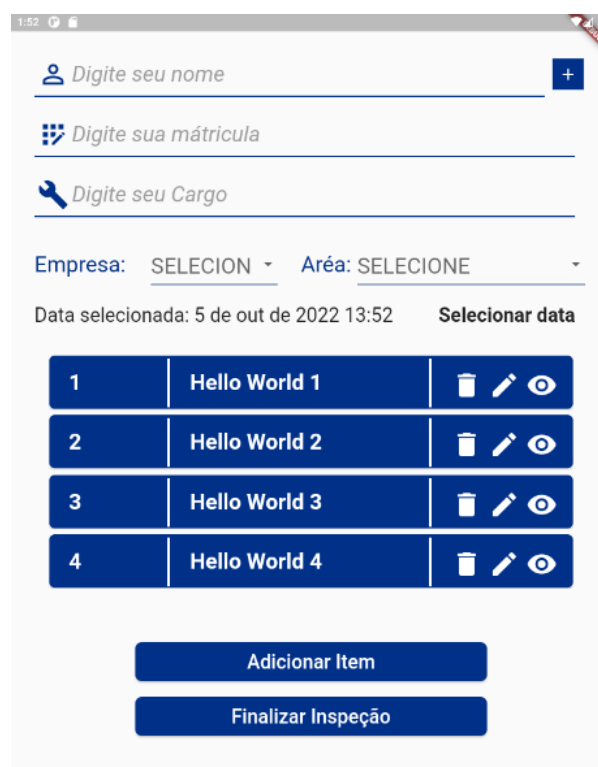 1:52
Digite seu nome +
Digite sua mátricula
Digite seu Cargo
Empresa: SELECION Aréa: SELECIONE
Data selecionada: 5 de out de 2022 13:52 Selecionar data
1 Hello World 1
2 Hello World 2
3 Hello World 3
4 Hello World 4
Adicionar Item
Finalizar Inspeção